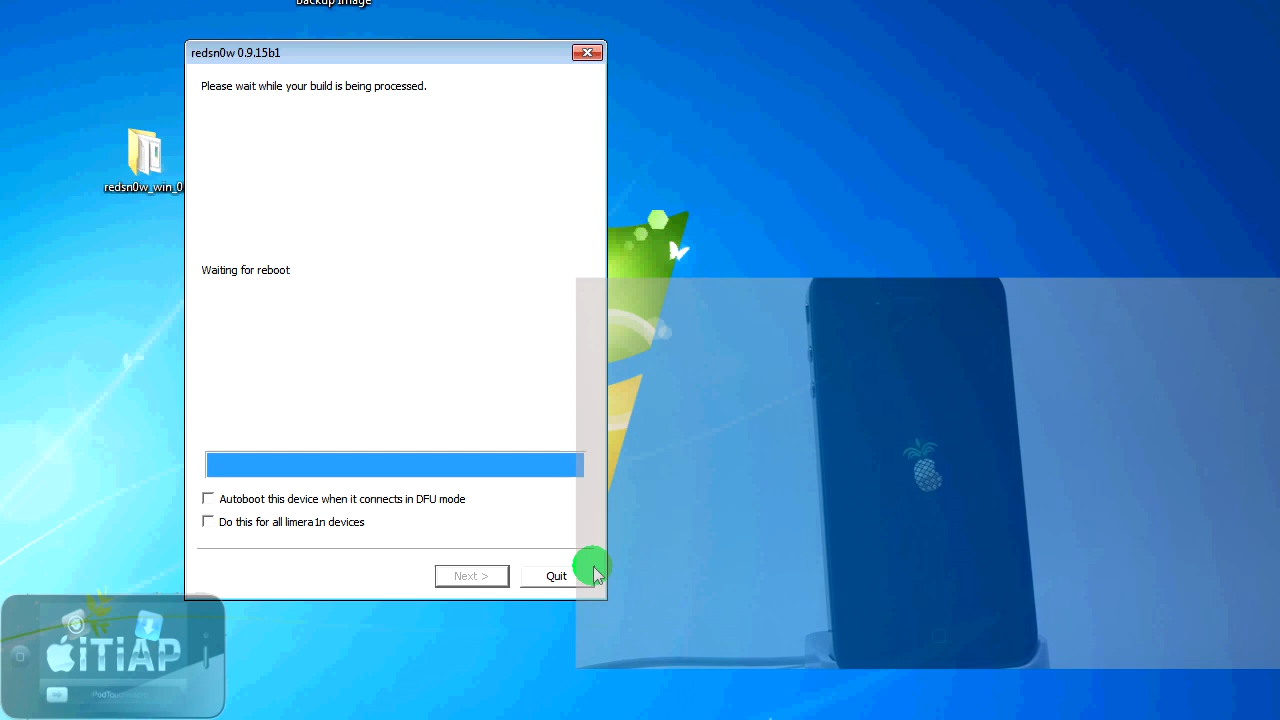 Backup Image
redsn0w 0.9.15b1
Please wait while your build is being processed.
redsn0w_win_0
Waiting for reboot
Autoboot this device when it connects in DFU mode
Do this for all limera1n devices
Next >
Quit
iTiAP